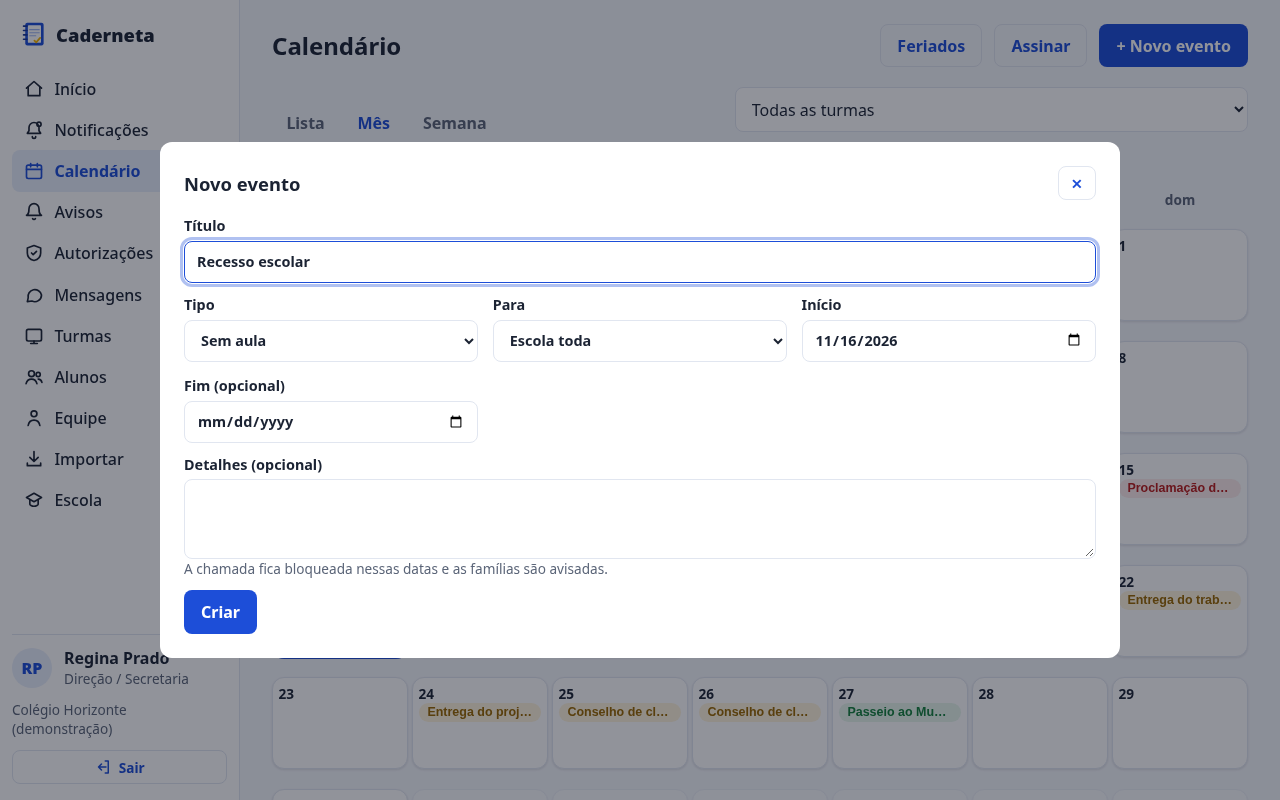 Caderneta
Início
Notificações
Calendário
Avisos
Autorizações
Mensagens
Turmas
Alunos
Equipe
Importar
Escola
RP
Regina Prado
Direção / Secretaria
Colégio Horizonte
(demonstração)
Sair
Calendário
Feriados
Assinar
+ Novo evento
Lista
Mês
Semana
Todas as turmas
dom
Novo evento
×
Título
Recesso escolar
Tipo
Para
Início
Sem aula
Escola toda
11/16/2026
Fim (opcional)
mm/dd/yyyy
Detalhes (opcional)
A chamada fica bloqueada nessas datas e as famílias são avisadas.
Criar
1
8
15
Proclamação d…
22
Entrega do trab…
23
24
Entrega do proj…
25
Conselho de cl…
26
Conselho de cl…
27
Passeio ao Mu…
28
29